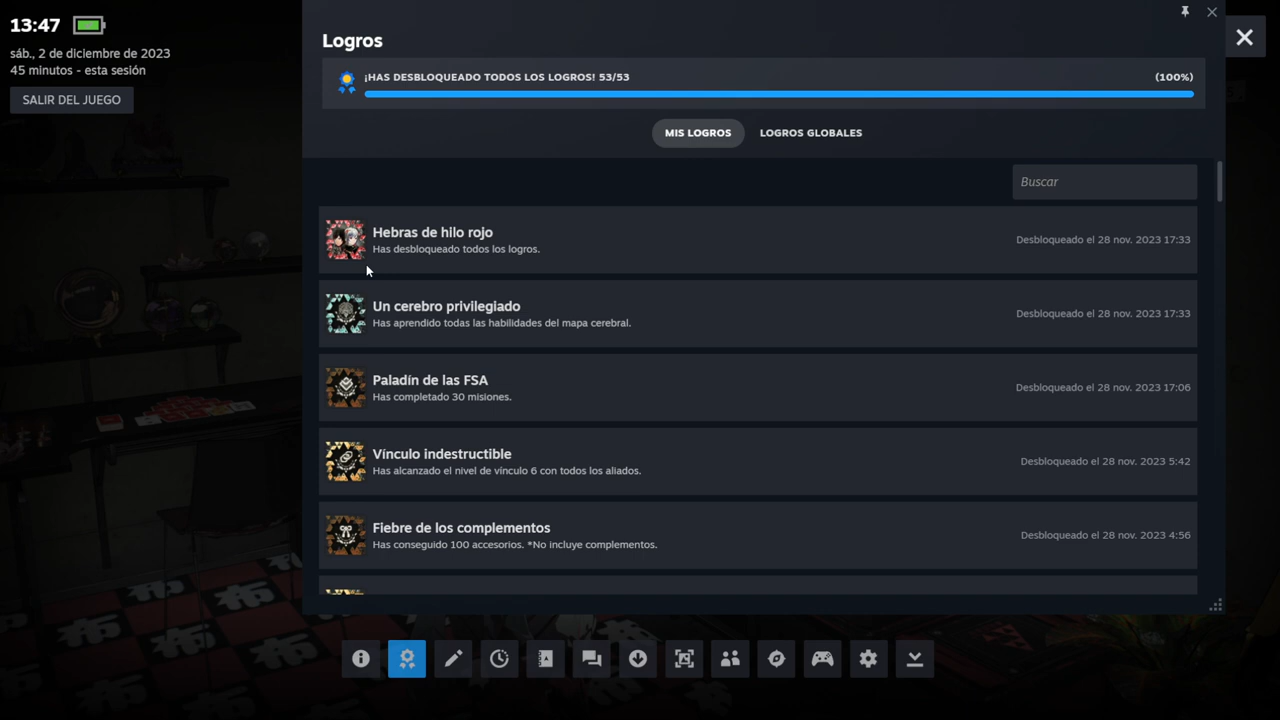 13:47
sáb., 2 de diciembre de 2023
45 minutos - esta sesión
SALIR DEL JUEGO
Logros
¡HAS DESBLOQUEADO TODOS LOS LOGROS! 53/53
(100%)
MIS LOGROS
LOGROS GLOBALES
Buscar
Hebras de hilo rojo
Has desbloqueado todos los logros.
Desbloqueado el 28 nov. 2023 17:33
Un cerebro privilegiado
Has aprendido todas las habilidades del mapa cerebral.
Desbloqueado el 28 nov. 2023 17:33
Paladín de las FSA
Has completado 30 misiones.
Desbloqueado el 28 nov. 2023 17:06
Vínculo indestructible
Has alcanzado el nivel de vínculo 6 con todos los aliados.
Desbloqueado el 28 nov. 2023 5:42
Fiebre de los complementos
Has conseguido 100 accesorios. *No incluye complementos.
Desbloqueado el 28 nov. 2023 4:56
布
布
布
布